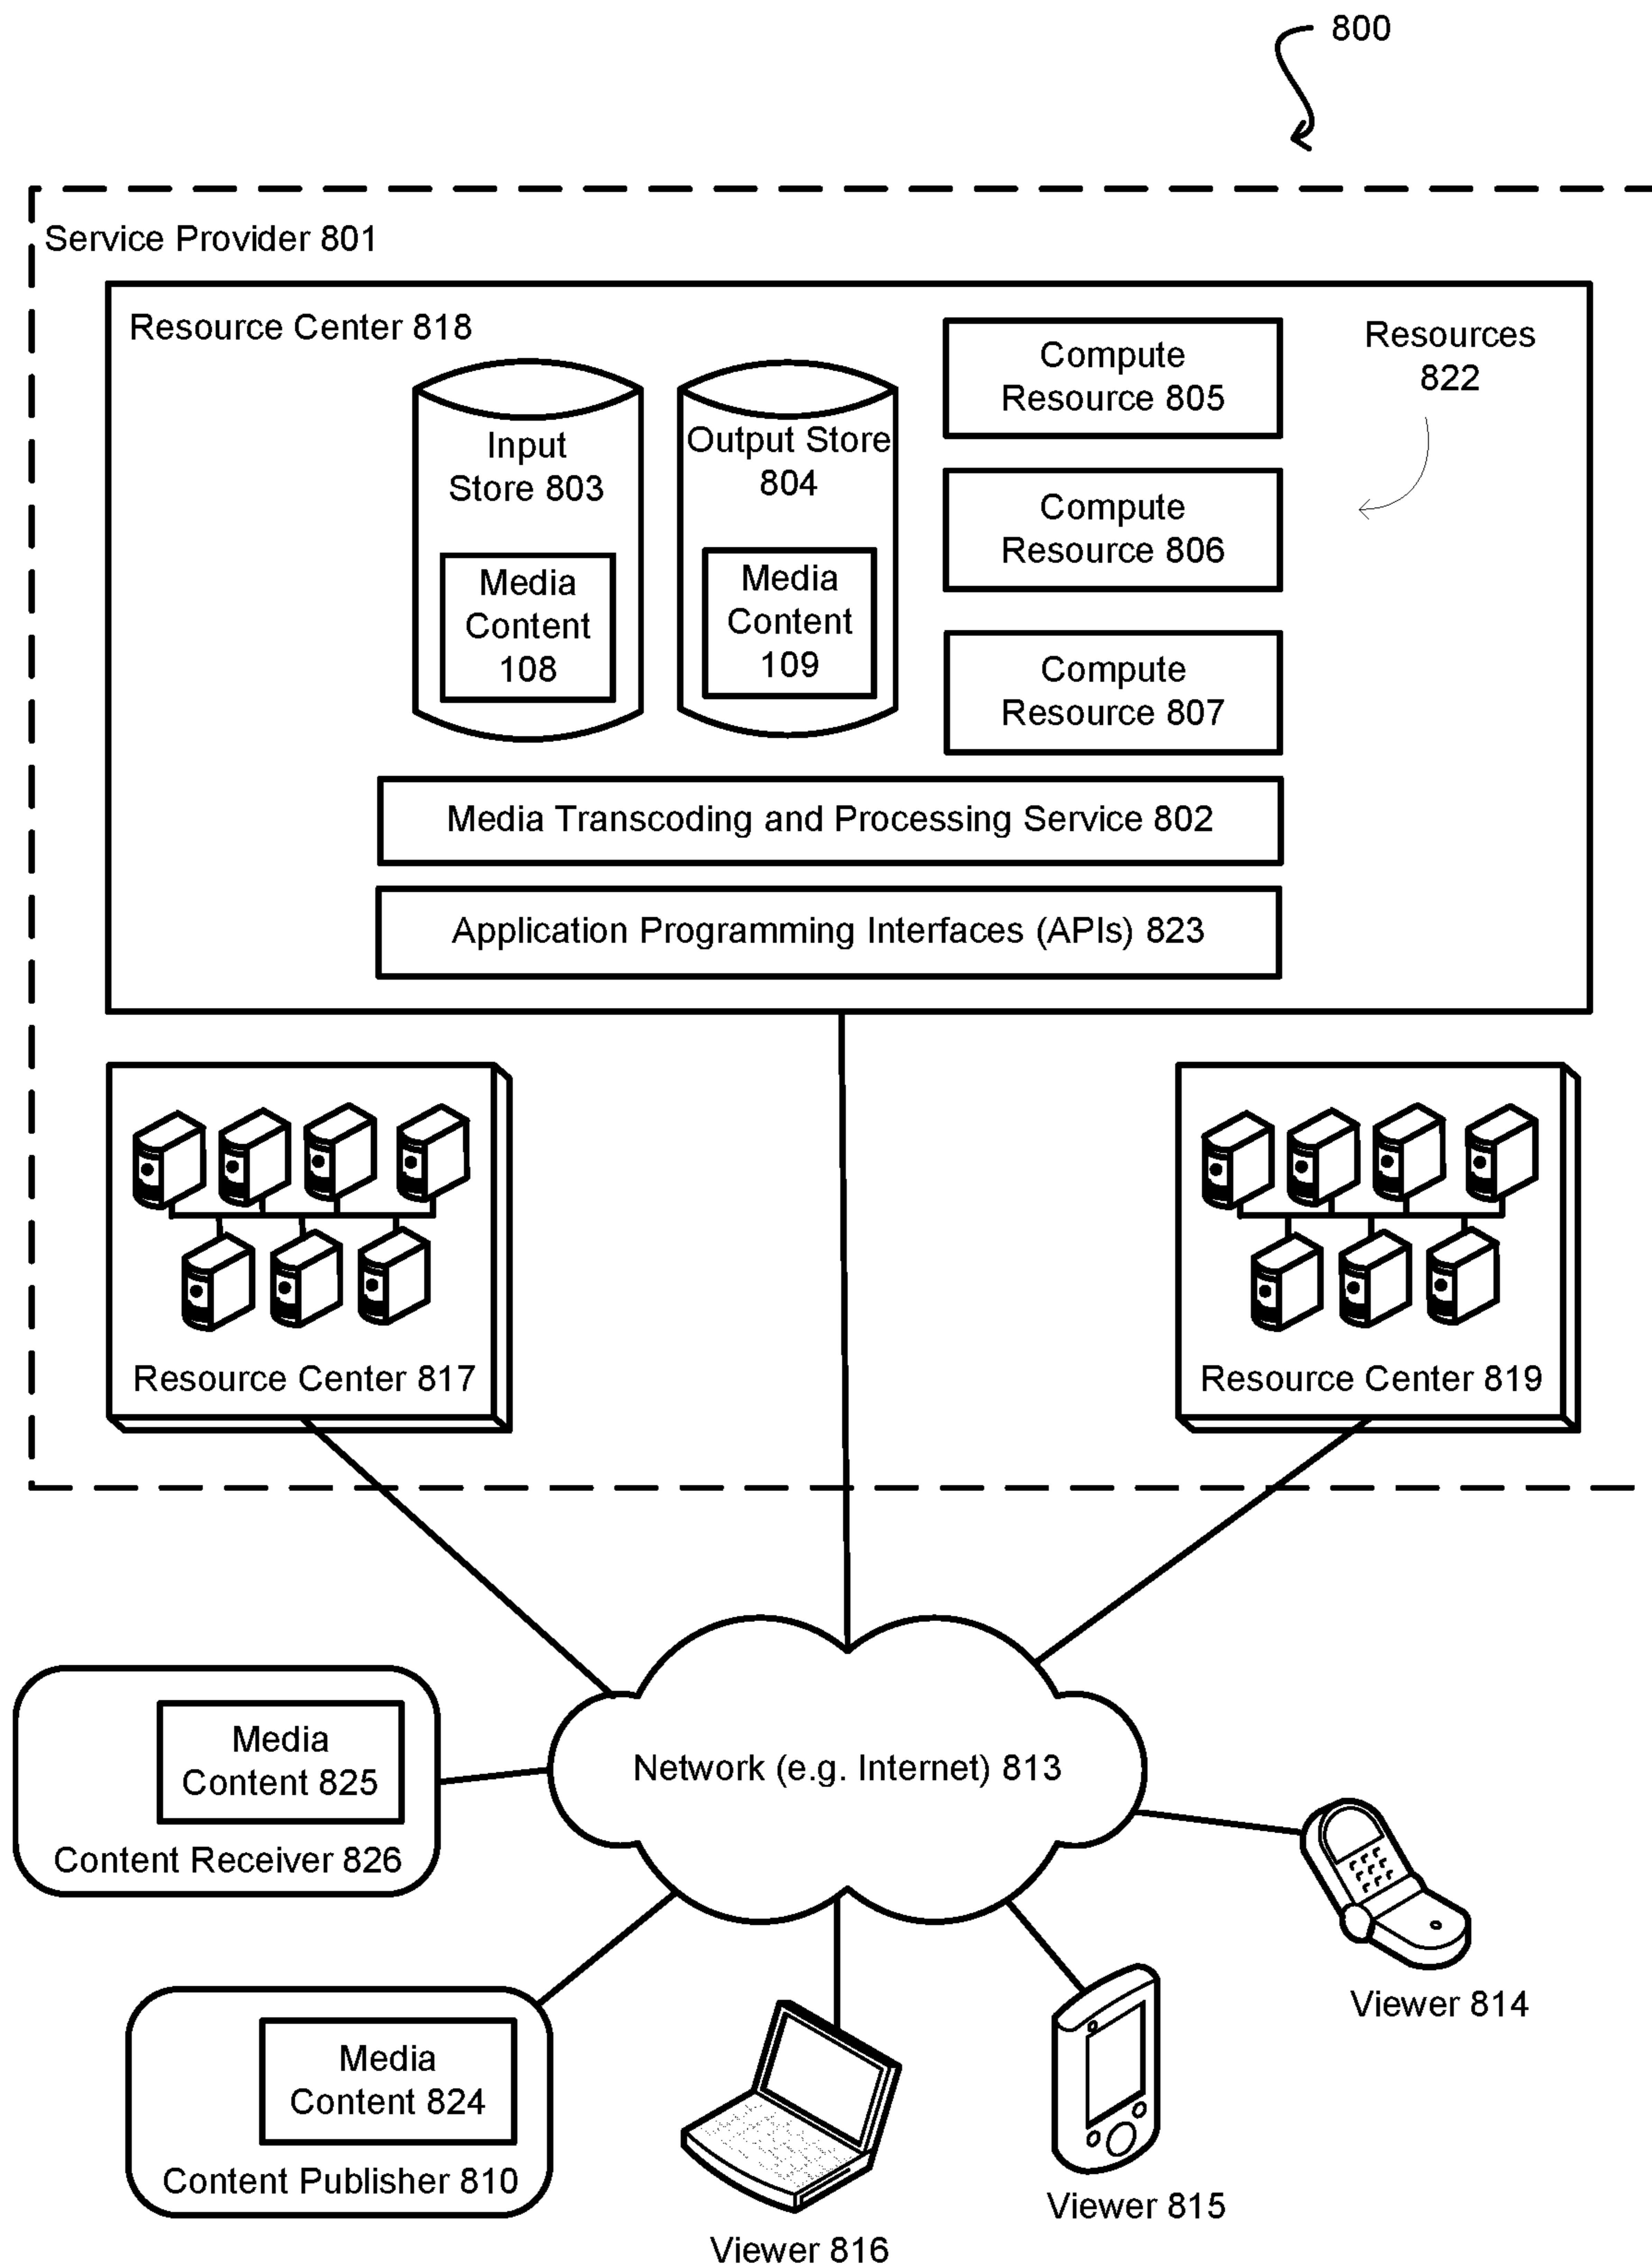 800
Service Provider 801
Resource Center 818
Input
Store 803
Media
Content
108
Output Store
804
Media
Content
109
Compute
Resource 805
Compute
Resource 806
Compute
Resource 807
Resources
822
Media Transcoding and Processing Service 802
Application Programming Interfaces (APIs) 823
Resource Center 817
Resource Center 819
Network (e.g. Internet) 813
Media
Content 825
Content Receiver 826
Media
Content 824
Content Publisher 810
Viewer 816
Viewer 815
Viewer 814